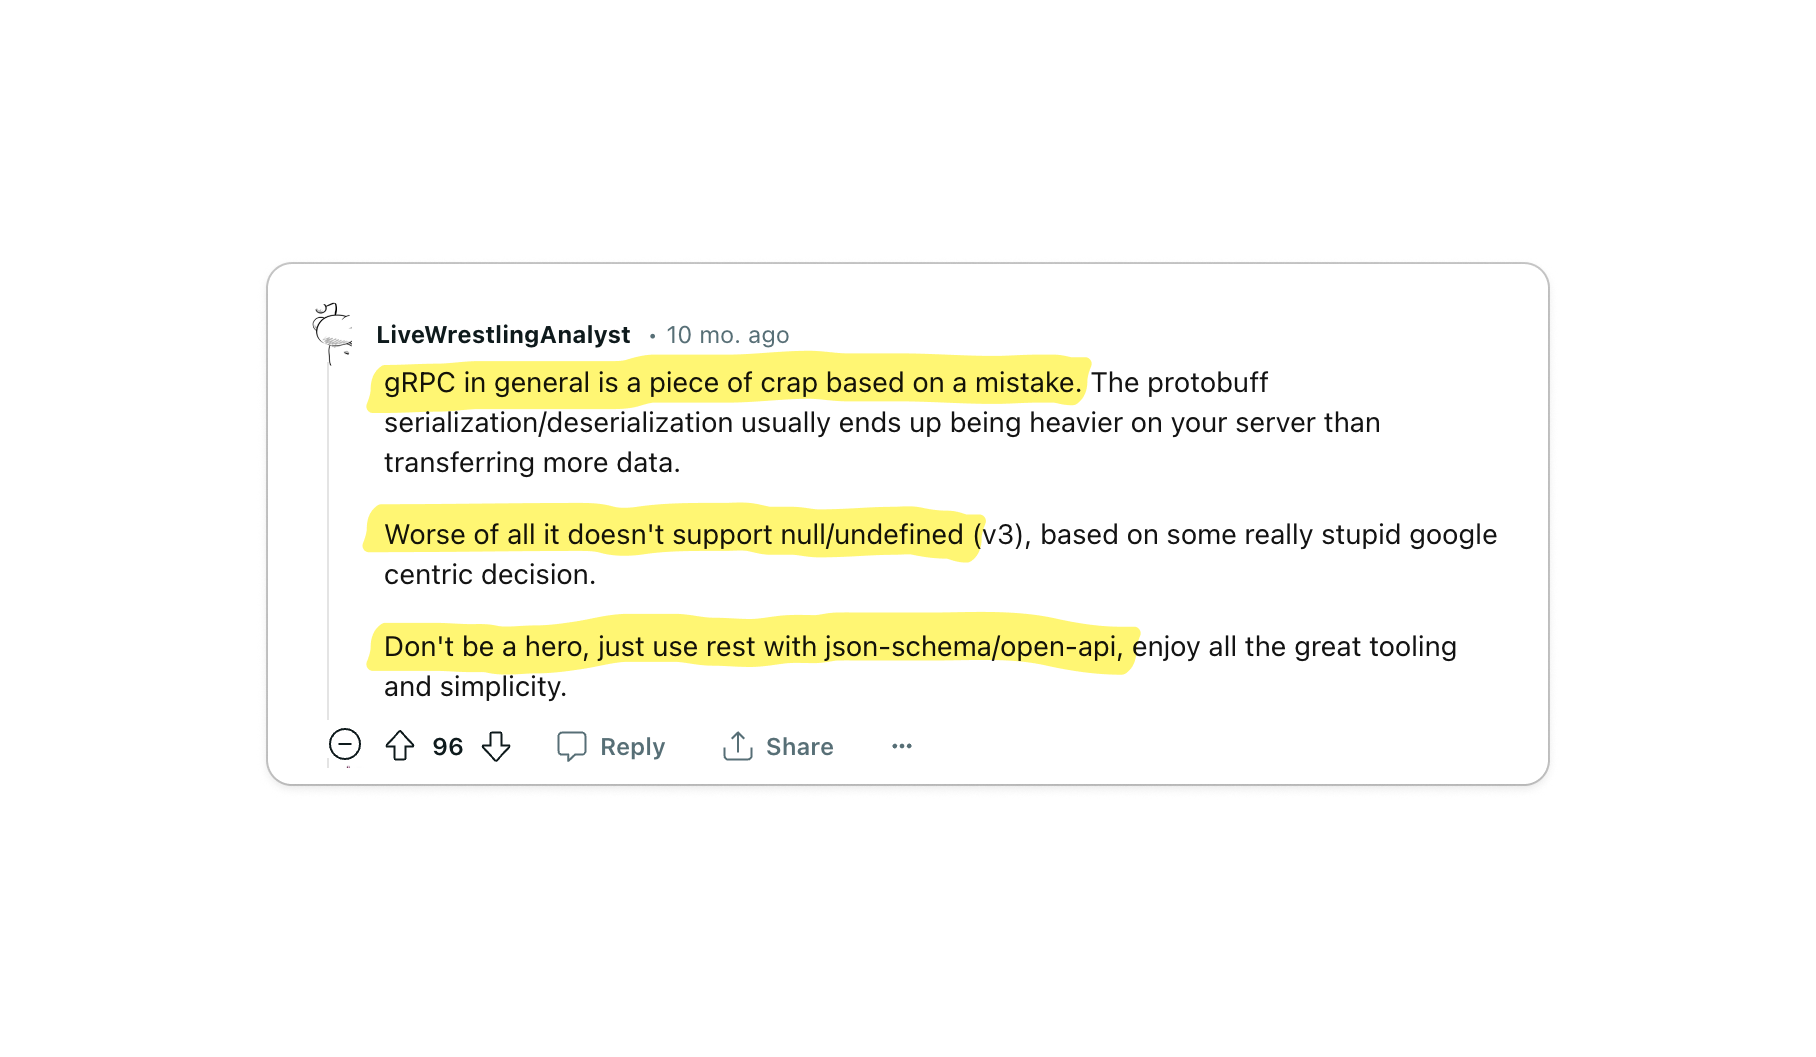 LiveWrestlingAnalyst • 10 mo. ago
gRPC in general is a piece of crap based on a mistake. The protobuff
serialization/deserialization usually ends up being heavier on your server than
transferring more data.
Worse of all it doesn't support null/undefined (v3), based on some really stupid google
centric decision.
Don't be a hero, just use rest with json-schema/open-api, enjoy all the great tooling
and simplicity.
96 Reply Share ...